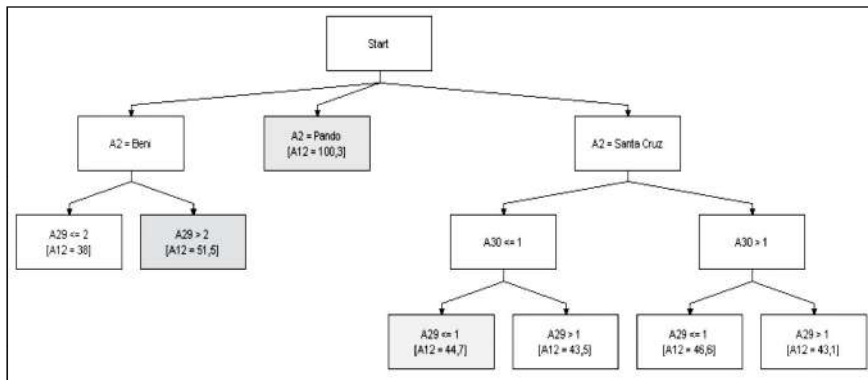 Start
A2 = Beni
A2 = Pando
[A12 = 100,3]
A2 = Santa Cruz
A29 <= 2
[A12 = 38]
A29 > 2
[A12 = 51,5]
A30 <= 1
A30 > 1
A29 <= 1
[A12 = 44,7]
A29 > 1
[A12 = 43,5]
A29 <= 1
[A12 = 46,6]
A29 > 1
[A12 = 43,1]